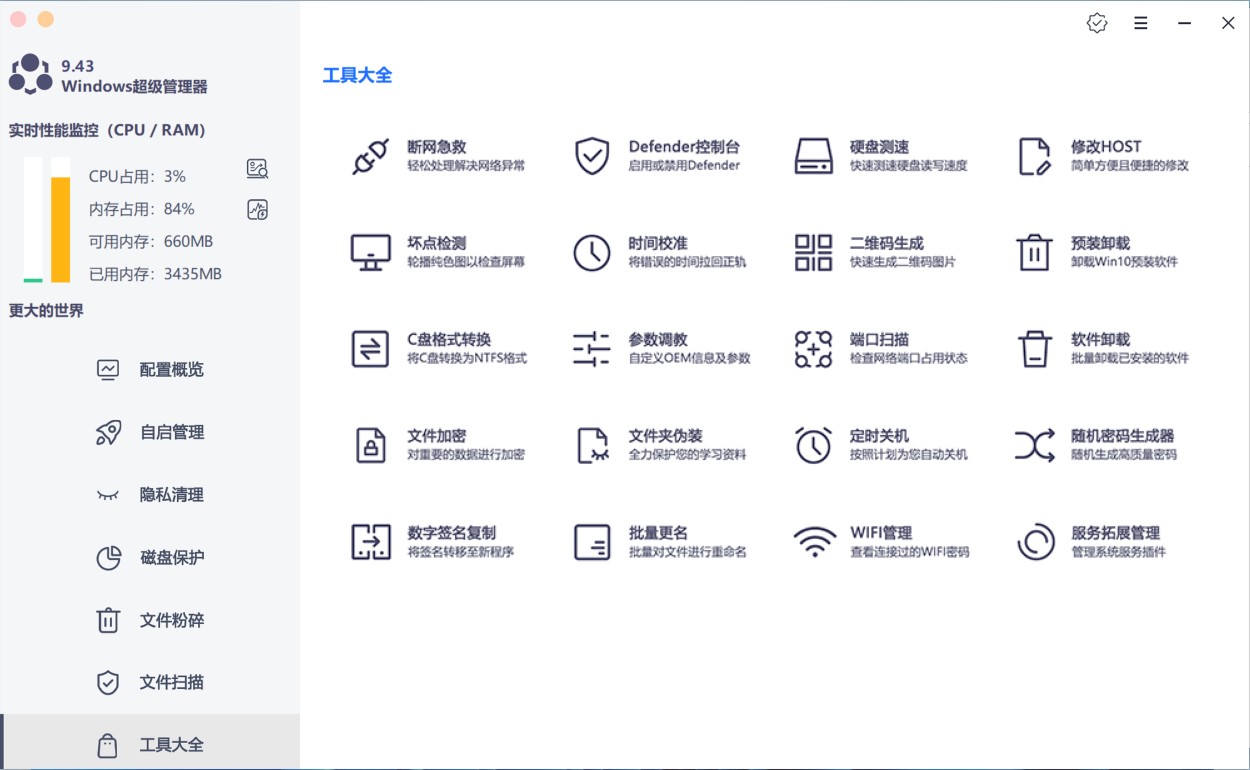 9.43
Windows超级管理器
实时性能监控（CPU / RAM）
CPU占用：3%
内存占用：84%
可用内存：660MB
已用内存：3435MB
更大的世界
配置概览
自启管理
隐私清理
磁盘保护
文件粉碎
文件扫描
工具大全
工具大全
断网急救
轻松处理解决网络异常
Defender控制台
启用或禁用Defender
硬盘测速
快速测速硬盘读写速度
修改HOST
简单方便且便捷的修改
坏点检测
轮播纯色图以检查屏幕
时间校准
将错误的时间拉回正轨
二维码生成
快速生成二维码图片
预装卸载
卸载Win10预装软件
C盘格式转换
将C盘转换为NTFS格式
参数调教
自定义OEM信息及参数
端口扫描
检查网络端口占用状态
软件卸载
批量卸载已安装的软件
文件加密
对重要的数据进行加密
文件夹伪装
全力保护您的学习资料
定时关机
按照计划为您自动关机
随机密码生成器
随机生成高质量密码
数字签名复制
将签名转移至新程序
批量更名
批量对文件进行重命名
WIFI管理
查看连接过的WIFI密码
服务拓展管理
管理系统服务插件